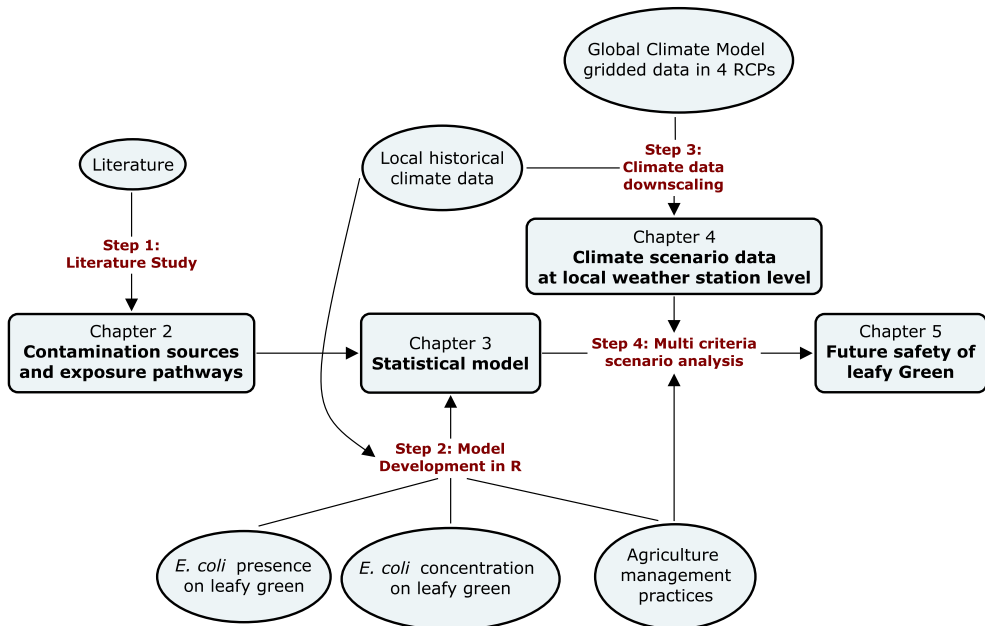 Global Climate Model
gridded data in 4 RCPs
Literature
Local historical
climate data
Step 3:
Climate data
downscaling
Step 1:
Literature Study
Chapter 4
Climate scenario data
at local weather station level
Chapter 2
Contamination sources
and exposure pathways
Chapter 3
Statistical model
Step 4: Multi criteria
scenario analysis
Chapter 5
Future safety of
leafy Green
Step 2: Model
Development in R
E. coli presence
on leafy green
E. coli concentration
on leafy green
Agriculture
management
practices